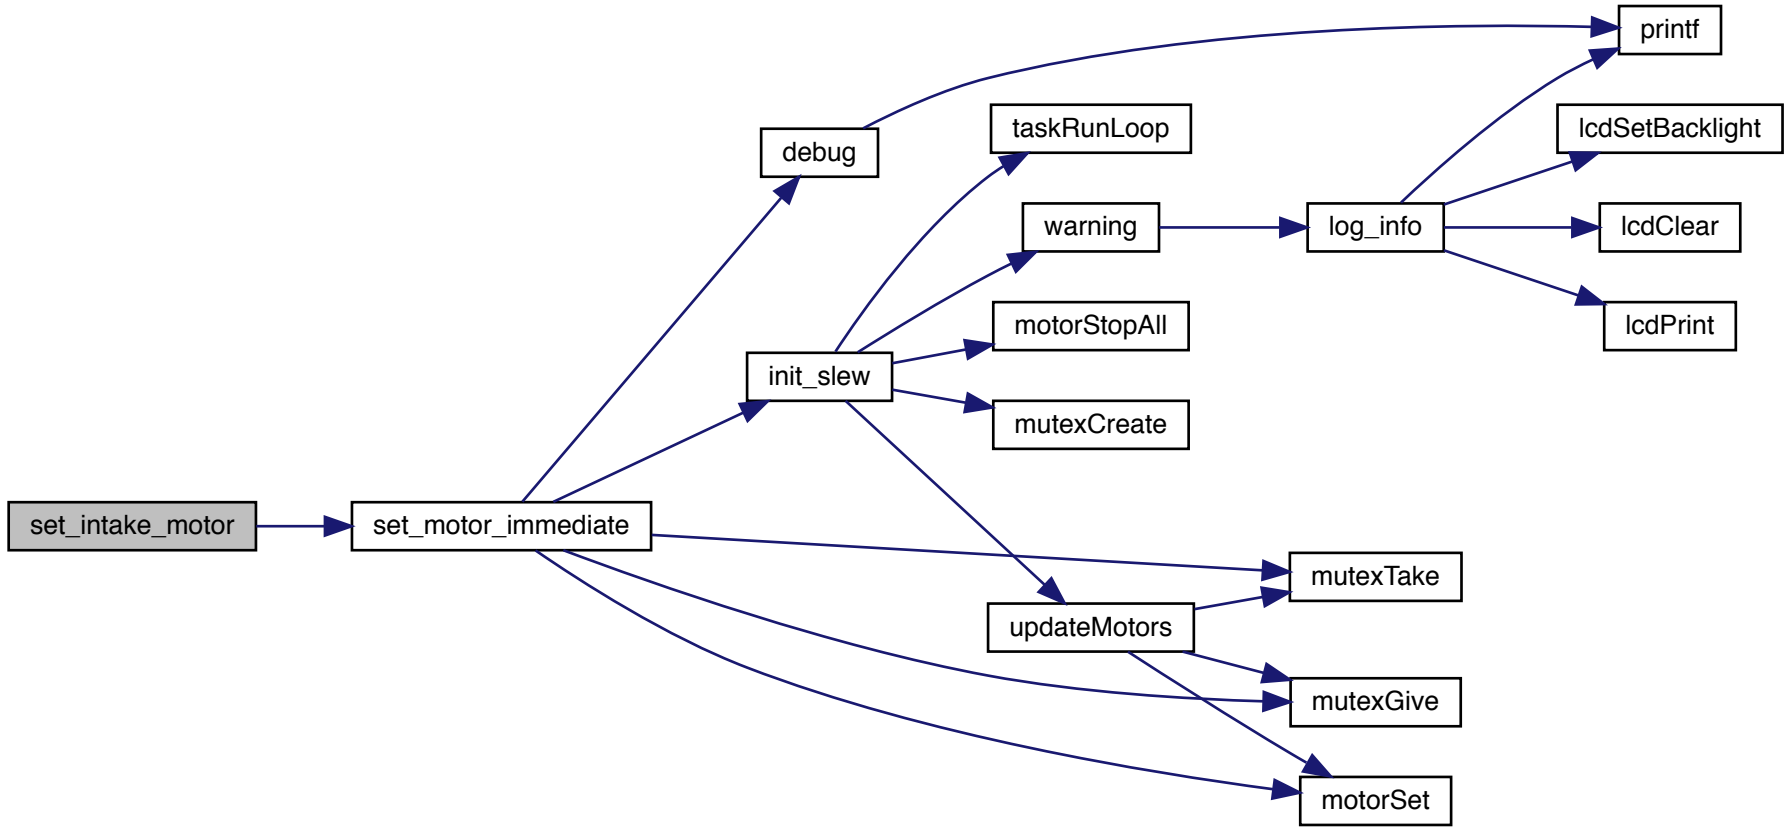 printf
lcdSetBacklight
taskRunLoop
debug
warning
log_info
lcdClear
motorStopAll
lcdPrint
init_slew
mutexCreate
set_intake_motor
set_motor_immediate
mutexTake
updateMotors
mutexGive
motorSet